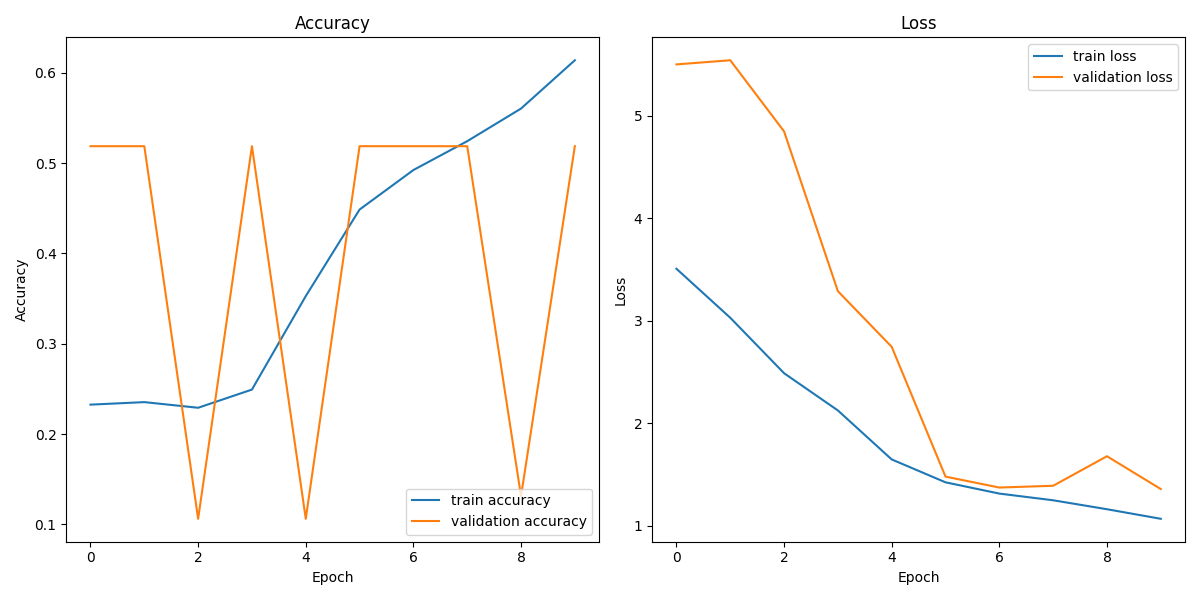 Accuracy
0.6
0.5
0.4
0.3
0.2
0.1
Accuracy
train accuracy
validation accuracy
0 2 4 6 8
Epoch
Loss
train loss
validation loss
5
4
3
2
1
Loss
0 2 4 6 8
Epoch